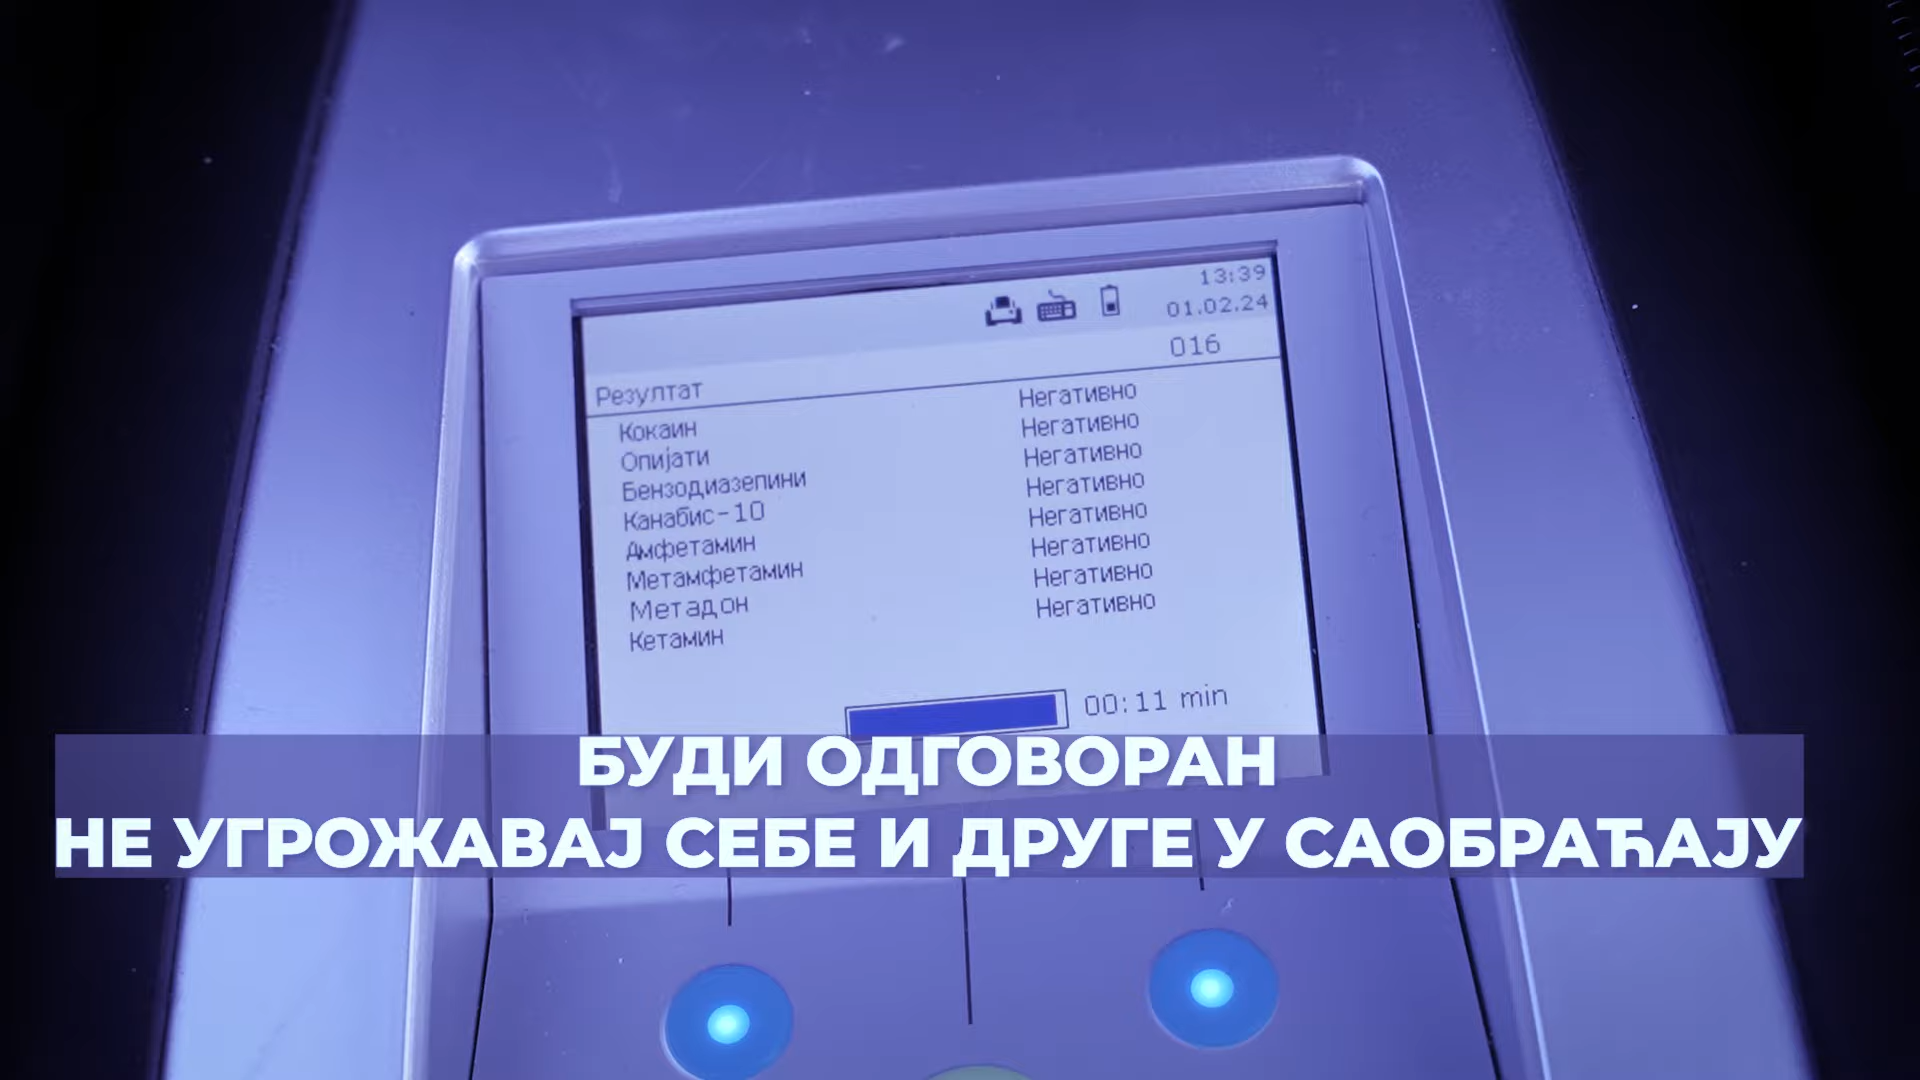 13:39
01.02.24
016
Резултат
Кокаин Негативно
Опијати Негативно
Бензодиазепини Негативно
Канабис-10 Негативно
Амфетамин Негативно
Метамфетамин Негативно
Метадон Негативно
Кетамин Негативно
00:11 min
БУДИ ОДГОВОРАН
НЕ УГРОЖАВАЈ СЕБЕ И ДРУГЕ У САОБРАЋАЈУ